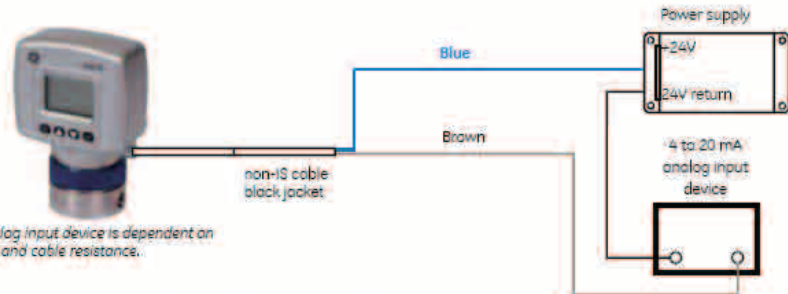 Power supply
+24V
Blue
24V return
Brown
4 to 20 mA
analog input
device
non-IS cable
black jacket
log input device is dependent on
and cable resistance.